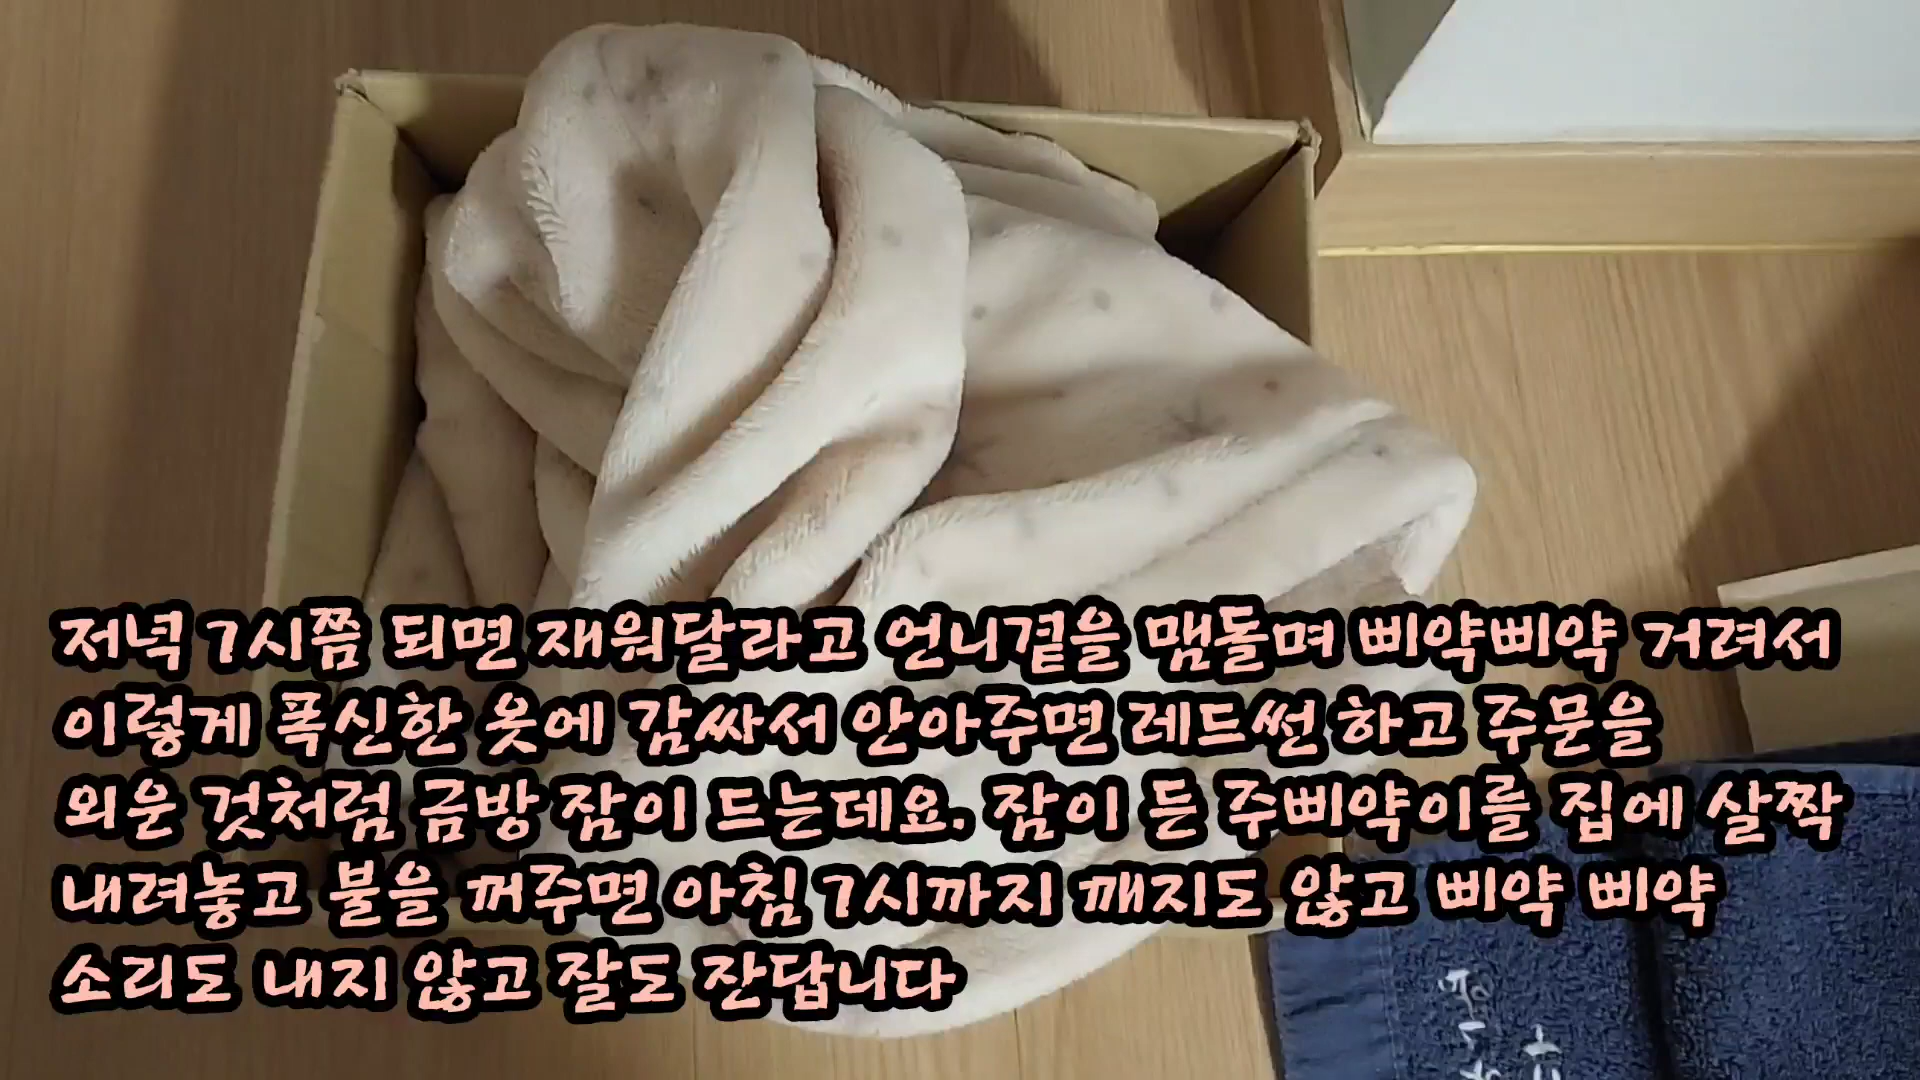 저녁 7시쯤 되면 재워달라고 언니곁을 맴돌며 삐약삐약 거려서
이렇게 폭신한 옷에 감싸서 안아주면 레드썬 하고 주문을
외운 것처럼 금방 잠이 드는데요. 잠이 든 주삐약이를 집에 살짝
내려놓고 불을 꺼주면 아침 7시까지 깨지도 않고 삐약 삐약
소리도 내지 않고 잘도 잔답니다